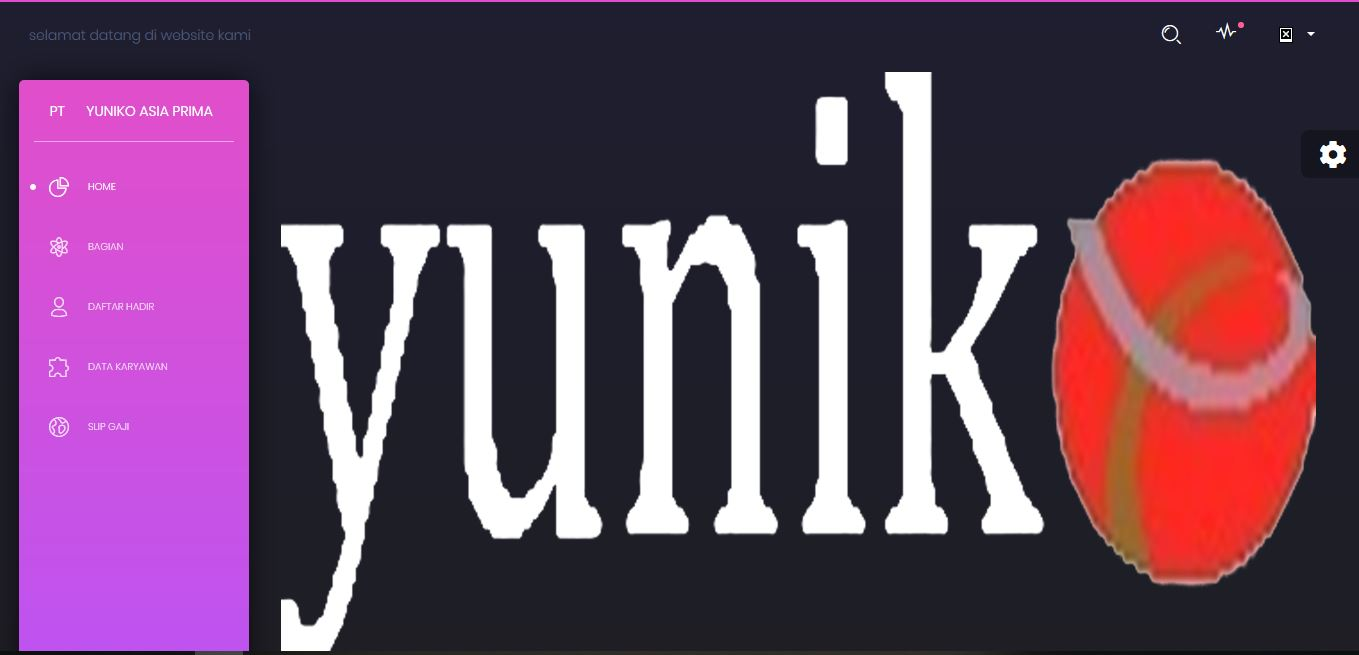 selamat datang di website kami
PT YUNIKO ASIA PRIMA
HOME
BAGIAN
DAFTAR HADIR
DATA KARYAWAN
SLIP GAJI
yunik